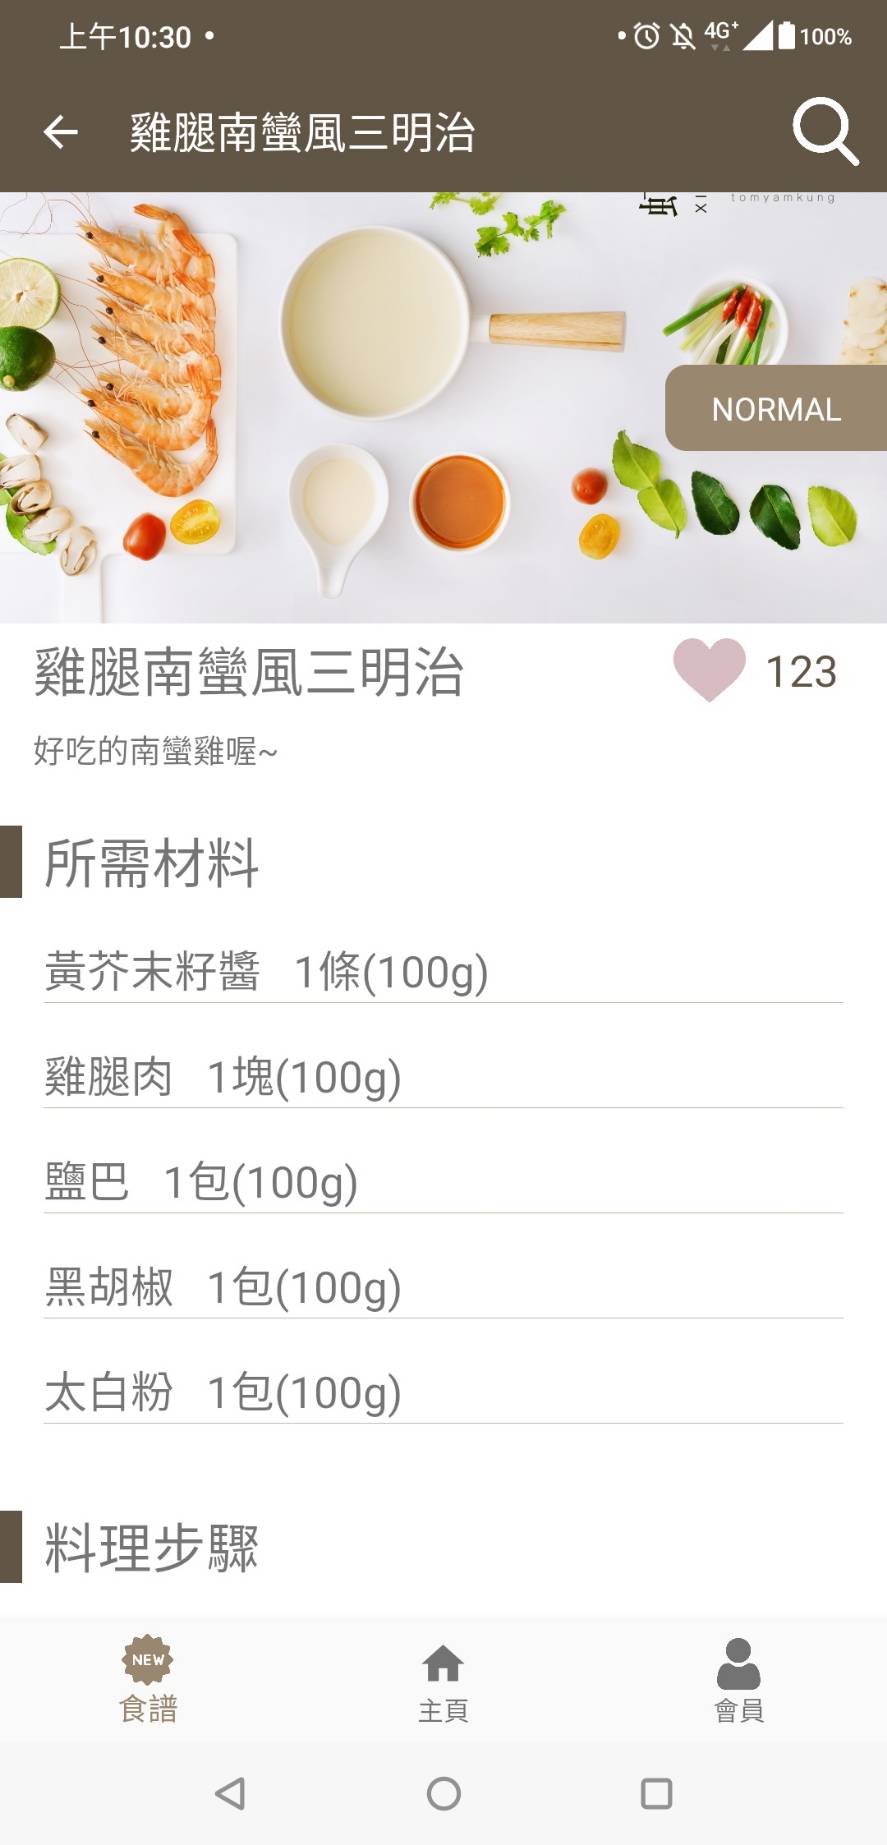 上午10:30
4G+ 100%
雞腿南蠻風三明治
tomyamkung
NORMAL
雞腿南蠻風三明治
123
好吃的南蠻雞喔~
所需材料
黃芥末籽醬 1條(100g)
雞腿肉 1塊(100g)
鹽巴 1包(100g)
黑胡椒 1包(100g)
太白粉 1包(100g)
料理步驟
NEW
食譜
主頁
會員